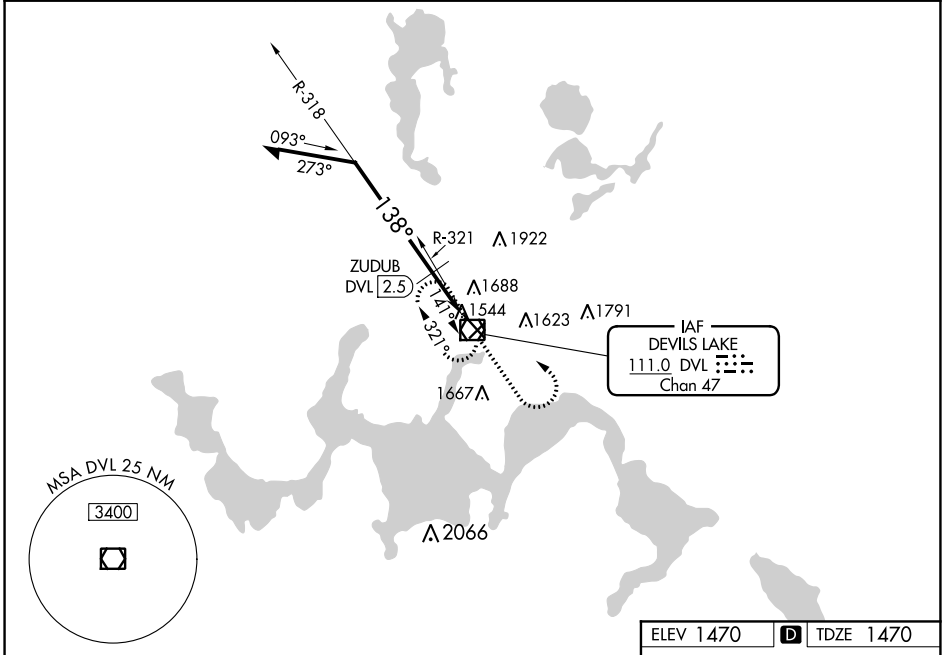 R-318
093°
273°
138°
R-321
1922
ZUDUB
DVL 2.5
1688
141°
1544
321°
1623
1791
IAF
DEVILS LAKE
111.0 DVL
Chan 47
1667
MSA DVL 25 NM
3400
2066
ELEV 1470 D TDZE 1470